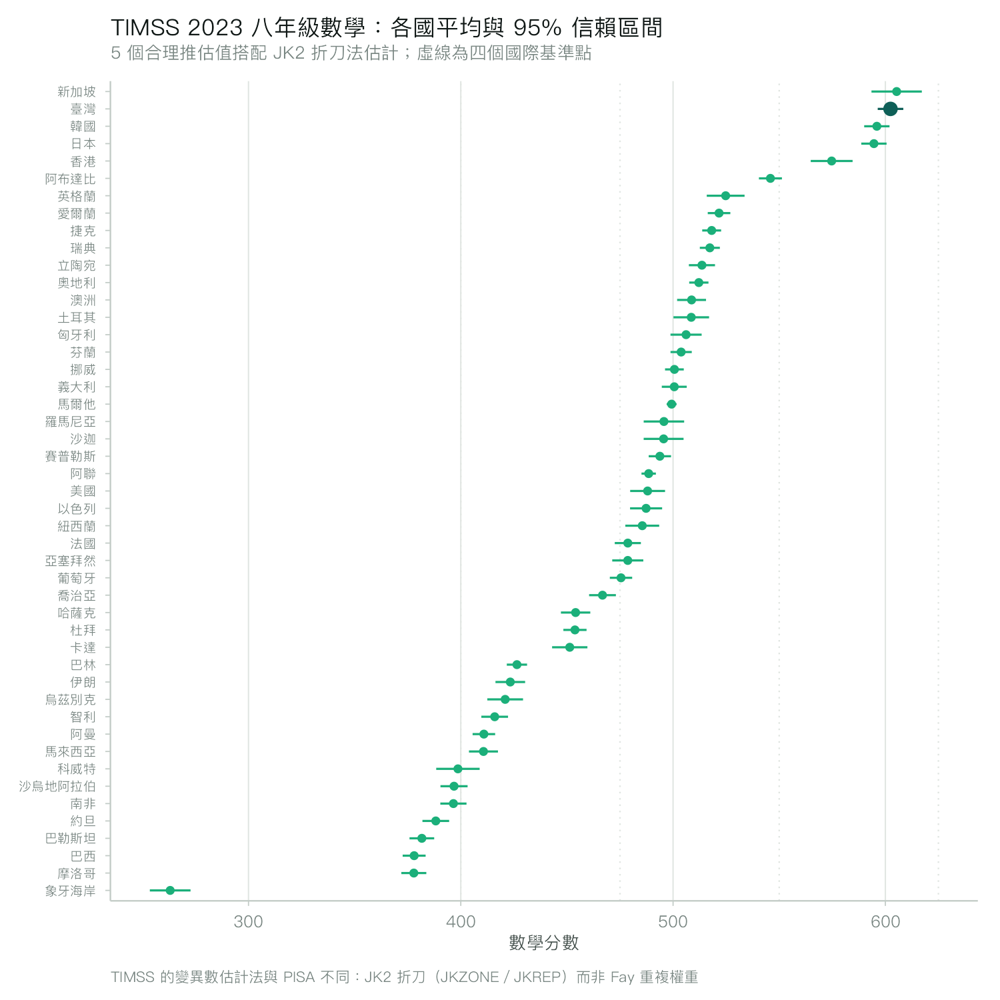 TIMSS 2023 八年級數學：各國平均與 95% 信賴區間
5 個合理推估值搭配 JK2 折刀法估計；虛線為四個國際基準點
新加坡
臺灣
韓國
日本
香港
阿布達比
英格蘭
愛爾蘭
捷克
瑞典
立陶宛
奧地利
澳洲
土耳其
匈牙利
芬蘭
挪威
義大利
馬爾他
羅馬尼亞
沙迦
賽普勒斯
阿聯
美國
以色列
紐西蘭
法國
亞塞拜然
葡萄牙
喬治亞
哈薩克
杜拜
卡達
巴林
伊朗
烏茲別克
智利
阿曼
馬來西亞
科威特
沙烏地阿拉伯
南非
約旦
巴勒斯坦
巴西
摩洛哥
象牙海岸
300 400 500 600
數學分數
TIMSS 的變異數估計法與 PISA 不同：JK2 折刀（JKZONE / JKREP）而非 Fay 重複權重